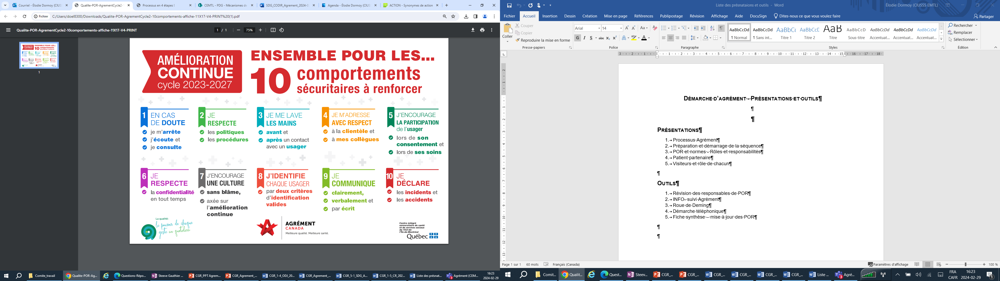 Courriel - Élodie Dormoy (CIUS
Qualite-POR-AgrementCycle2-
Processus en 4 étapes !
CEMTL - PDG - Mécanismes de
SDG_CODIR_Agrement_2024-0
Agenda - Élodie Dormoy (CIUS
ACTION - Synonymes de action
Fichier
C:/Users/doel8300/Downloads/Qualite-POR-AgrementCycle2-10comportements-affiche-11X17-V4-PRINT%20(1).pdf
Qualite-POR-AgrementCycle2-10comportements-affiche-11X17-V4-PRINT
1 / 1
75%
1
AMÉLIORATION
CONTINUE
cycle 2023-2027
ENSEMBLE POUR LES...
10 comportements
sécuritaires à renforcer
1 EN CAS
DE DOUTE
je m'arrête
j'écoute et
je consulte
2 JE
RESPECTE
les politiques
les procédures
3 JE ME LAVE
LES MAINS
avant et
après un contact
avec un usager
4 JE M'ADRESSE
AVEC RESPECT
à la clientèle et
à mes collègues
5 J'ENCOURAGE
LA PARTICIPATION
de l'usager
lors de son
consentement et
lors de ses soins
6 JE
RESPECTE
la confidentialité
en tout temps
7 J'ENCOURAGE
UNE CULTURE
sans blâme,
axée sur
l'amélioration
continue
8 J'IDENTIFIE
CHAQUE USAGER
par deux critères
d'identification
valides
9 JE
COMMUNIQUE
clairement,
verbalement et
par écrit
10 JE
DÉCLARE
les incidents et
les accidents
La qualité:
le pouvoir de chaque
geste au quotidien
AGRÉMENT
CANADA
Meilleure qualité. Meilleure santé.
Centre intégré
universitaire de santé
et de services sociaux
de l'Est-de-
l'Île-de-Montréal
Québec
Comite_travail
Qualite-POR-Ag...
Questions-Répo...
Steeve Gauthier ...
CGR_PPT Agrem...
CGR_Agrement_...
CGR_1-4_ODJ_20...
CGR_Agrement_...
CGR_5-1_SDG_A...
CGR_1-5_CR_202...
Liste des présnat...
Agrément (CEM...
16:23
2024-02-29
Liste des présnataions et outils - Word
Élodie Dormoy (CIUSSS EMTL)
Fichier
Accueil
Insertion
Dessin
Création
Mise en page
Références
Publipostage
Révision
Affichage
Aide
DocuSign
Dites-nous ce que vous voulez faire
Partager
Coller
Couper
Copier
Reproduire la mise en forme
Presse-papiers
Arial
14
Police
Paragraphe
AaBbCcDd
¶ Normal
AaBbCcDd
¶ Sans int...
AaBbC(
Titre 1
AaBbCcE
Titre 2
AaB
Titre
AaBbCcD
Sous-titre
AaBbCcDd
Accentuat...
AaBbCcDd
Accentuat...
AaBbCcDd
Accentuat...
Styles
Rechercher
Remplacer
Sélectionner
Édition
DÉMARCHE·D'AGRÉMENT·-·PRÉSENTATIONS·ET·OUTILS¶
¶
¶
PRÉSENTATIONS¶
1.→Processus·Agrément¶
2.→Préparation·et·démarrage·de·la·séquence¶
3.→POR·et·normes·-·Rôles·et·responsabilités¶
4.→Patient·partenaire¶
5.→Visiteurs·et·rôle·de·chacun¶
¶
OUTILS¶
1.→Révision·des·responsables·de·POR¶
2.→INFO-·suivi·Agrément¶
3.→Roue·de·Deming¶
4.→Démarche·téléphonique¶
5.→Fiche·synthèse·–·mise·à·jour·des·POR¶
¶
¶
Page 1 sur 1
60 mots
Français (Canada)
Paramètres d'affichage
100 %
Comit...
Qualit...
Quest...
Steev...
CGR_...
CGR_...
CGR_...
CGR_...
CGR_...
CGR_...
Liste ...
Agré...
FRA
CAFR
16:23
2024-02-29